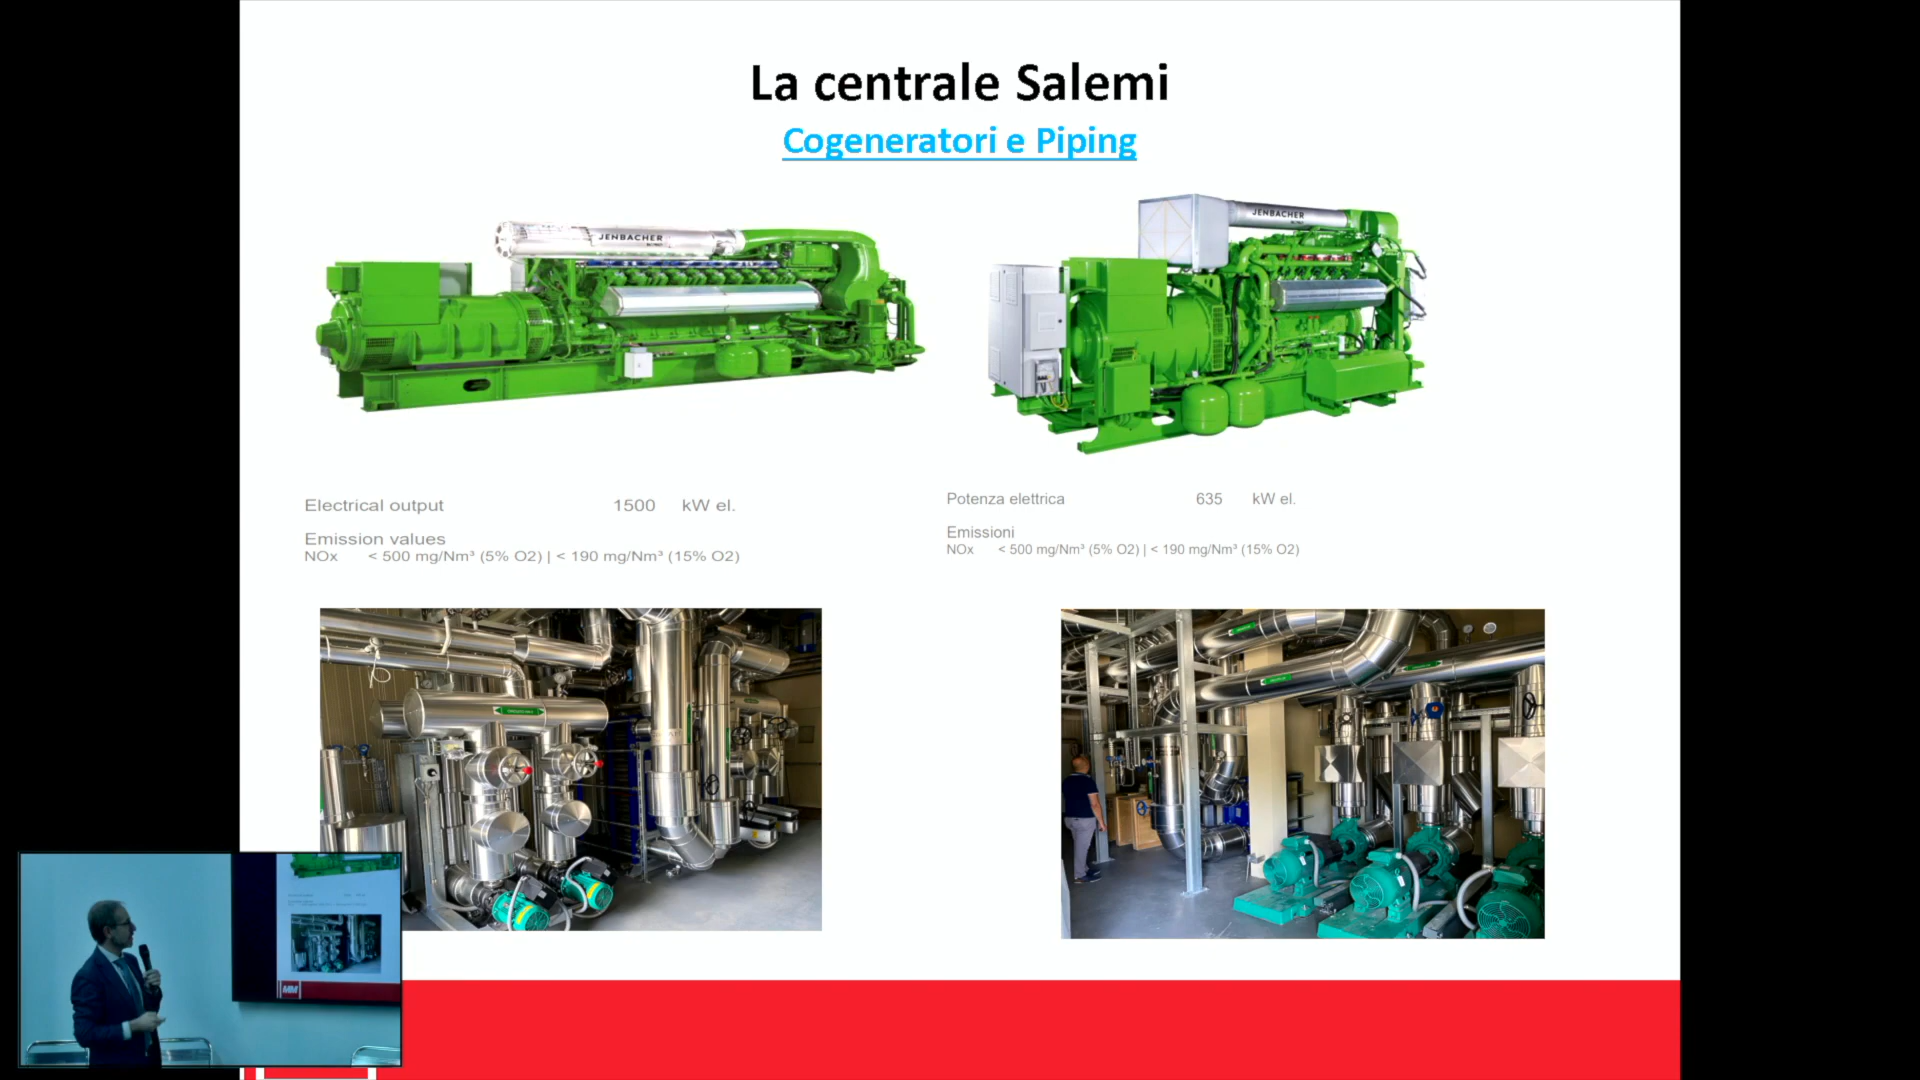 La centrale Salemi
Cogeneratori e Piping
JENBACHER
JENBACHER
Electrical output 1500 kW el.
Emission values
NOx < 500 mg/Nm³ (5% O2) | < 190 mg/Nm³ (15% O2)
Potenza elettrica 635 kW el.
Emissioni
NOx < 500 mg/Nm³ (5% O2) | < 190 mg/Nm³ (15% O2)
MM